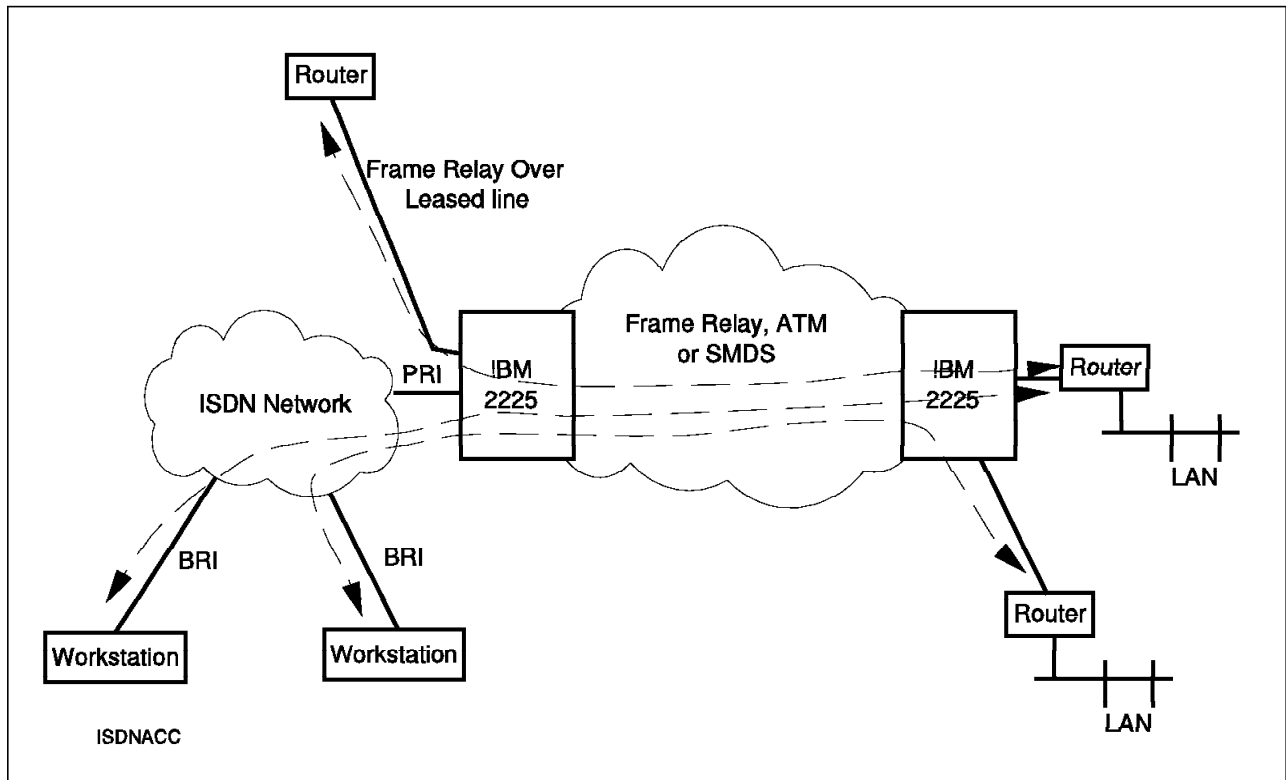 Router
Frame Relay Over
Leased line
Frame Relay, ATM
or SMDS
IBM
2225
IBM
2225
PRI
ISDN Network
Router
LAN
BRI
BRI
Router
Workstation
Workstation
LAN
ISDNACC